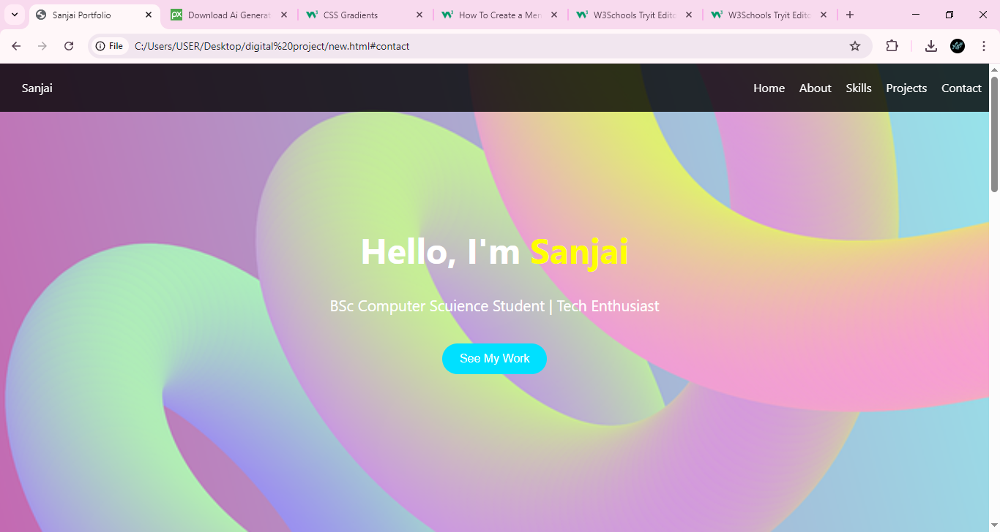 Sanjai Portfolio
Download Ai Generat
CSS Gradients
How To Create a Men
W3Schools Tryit Edito
W3Schools Tryit Edito
File
C:/Users/USER/Desktop/digital%20project/new.html#contact
Sanjai
Home
About
Skills
Projects
Contact
Hello, I'm Sanjai
BSc Computer Scuience Student | Tech Enthusiast
See My Work